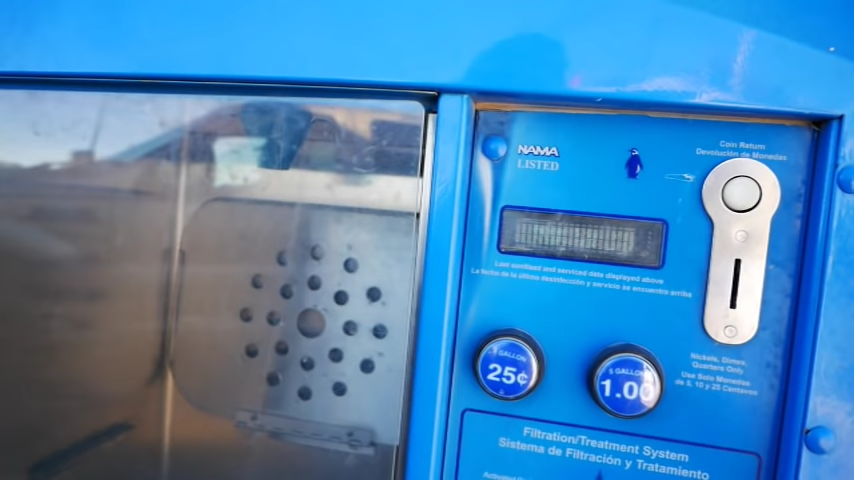 NAMA
LISTED
Coin Return
Devolución de Monedas
Last sanitized and serviced date displayed above
La fecha de la última desinfección y servicio se encuentra arriba
GALLON
25¢
5 GALLON
1.00
Nickels, Dimes,
Quarters Only
Use Solo Monedas
de 5, 10 y 25 Centavos
Filtration/Treatment System
Sistema de Filtración y Tratamiento